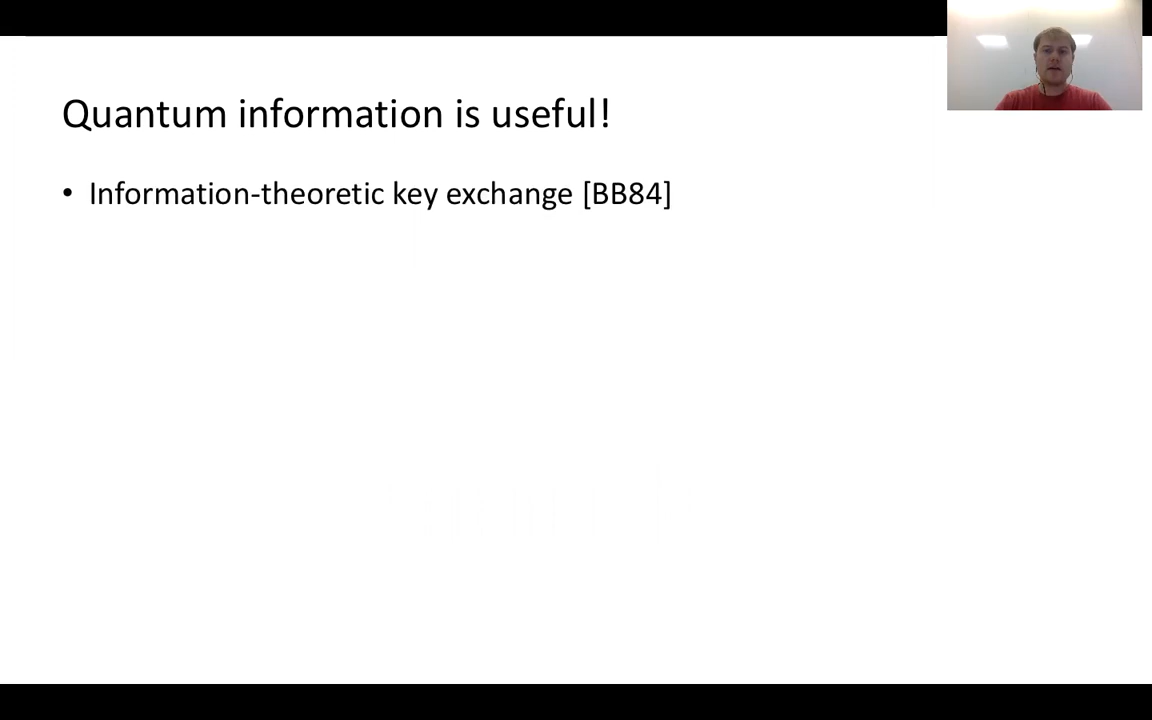 Quantum information is useful!
• Information-theoretic key exchange [BB84]